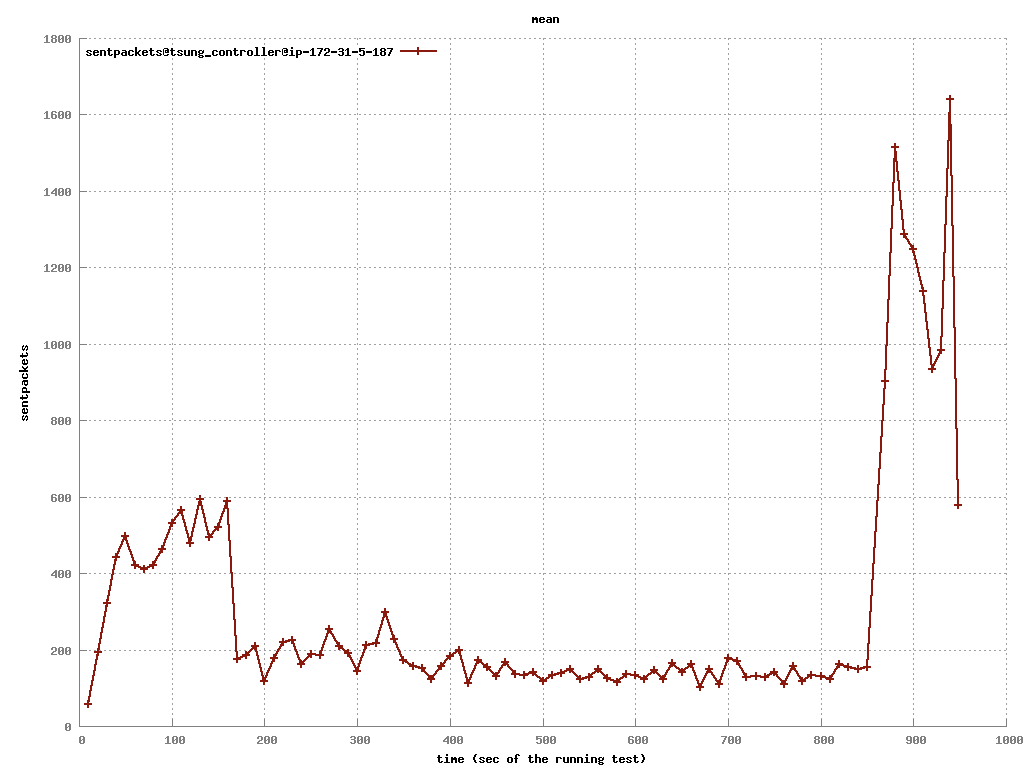 mean
1800
sentpackets@tsung_controller@ip-172-31-5-187
1600
1400
1200
1000
sentpackets
800
600
400
200
0
0 100 200 300 400 500 600 700 800 900 1000
time (sec of the running test)